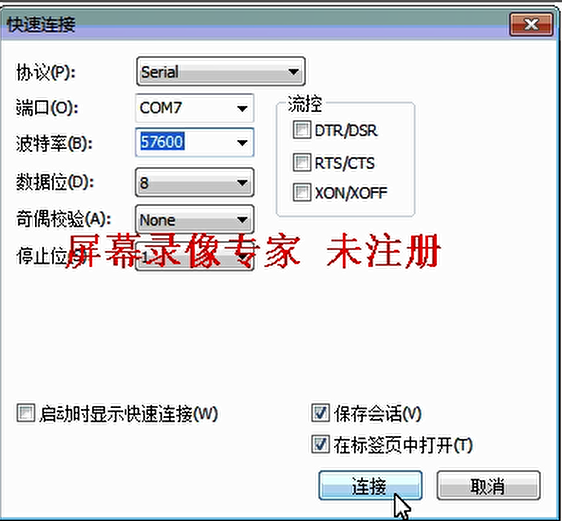 快速连接
协议(P): Serial
端口(O): COM7
流控
波特率(B): 57600
DTR/DSR
RTS/CTS
数据位(D): 8
XON/XOFF
奇偶校验(A): None
停止位(S): 1
屏幕录像专家 未注册
启动时显示快速连接(W)
保存会话(V)
在标签页中打开(T)
连接 取消